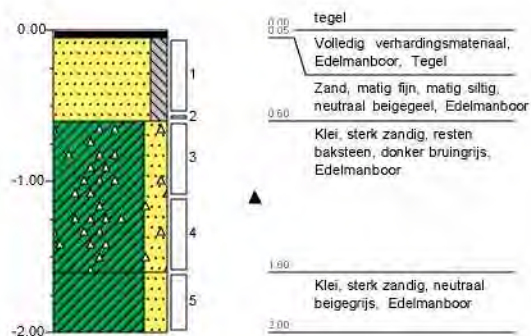 0.00
1
2
3
-1.00
4
5
-2.00
0.00
tegel
0.05
Volledig verhardingsmateriaal,
Edelmanboor, Tegel
Zand, matig fijn, matig siltig,
neutraal beigegeel, Edelmanboor
0.60
Klei, sterk zandig, resten
baksteen, donker bruingrijs,
Edelmanboor
1.60
Klei, sterk zandig, neutraal
beigegrijs, Edelmanboor
2.00